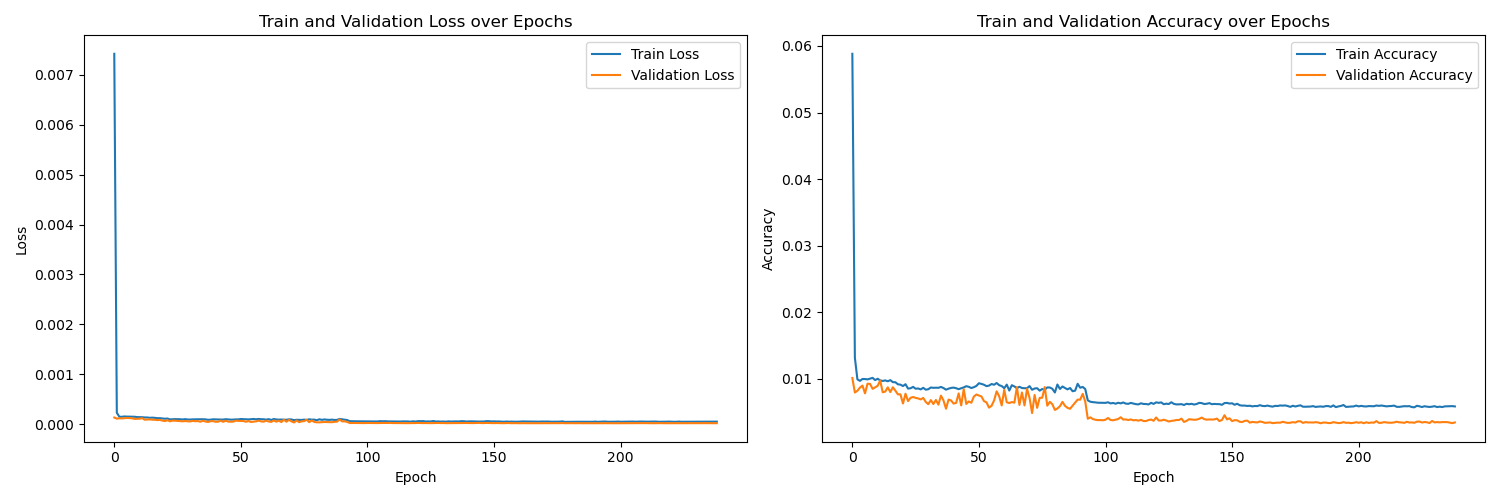 Train and Validation Loss over Epochs
Train Loss
Validation Loss
0.007
0.006
0.005
0.004
0.003
0.002
0.001
0.000
Loss
0
50
100
150
200
Epoch
Train and Validation Accuracy over Epochs
Train Accuracy
Validation Accuracy
0.06
0.05
0.04
0.03
0.02
0.01
Accuracy
0
50
100
150
200
Epoch